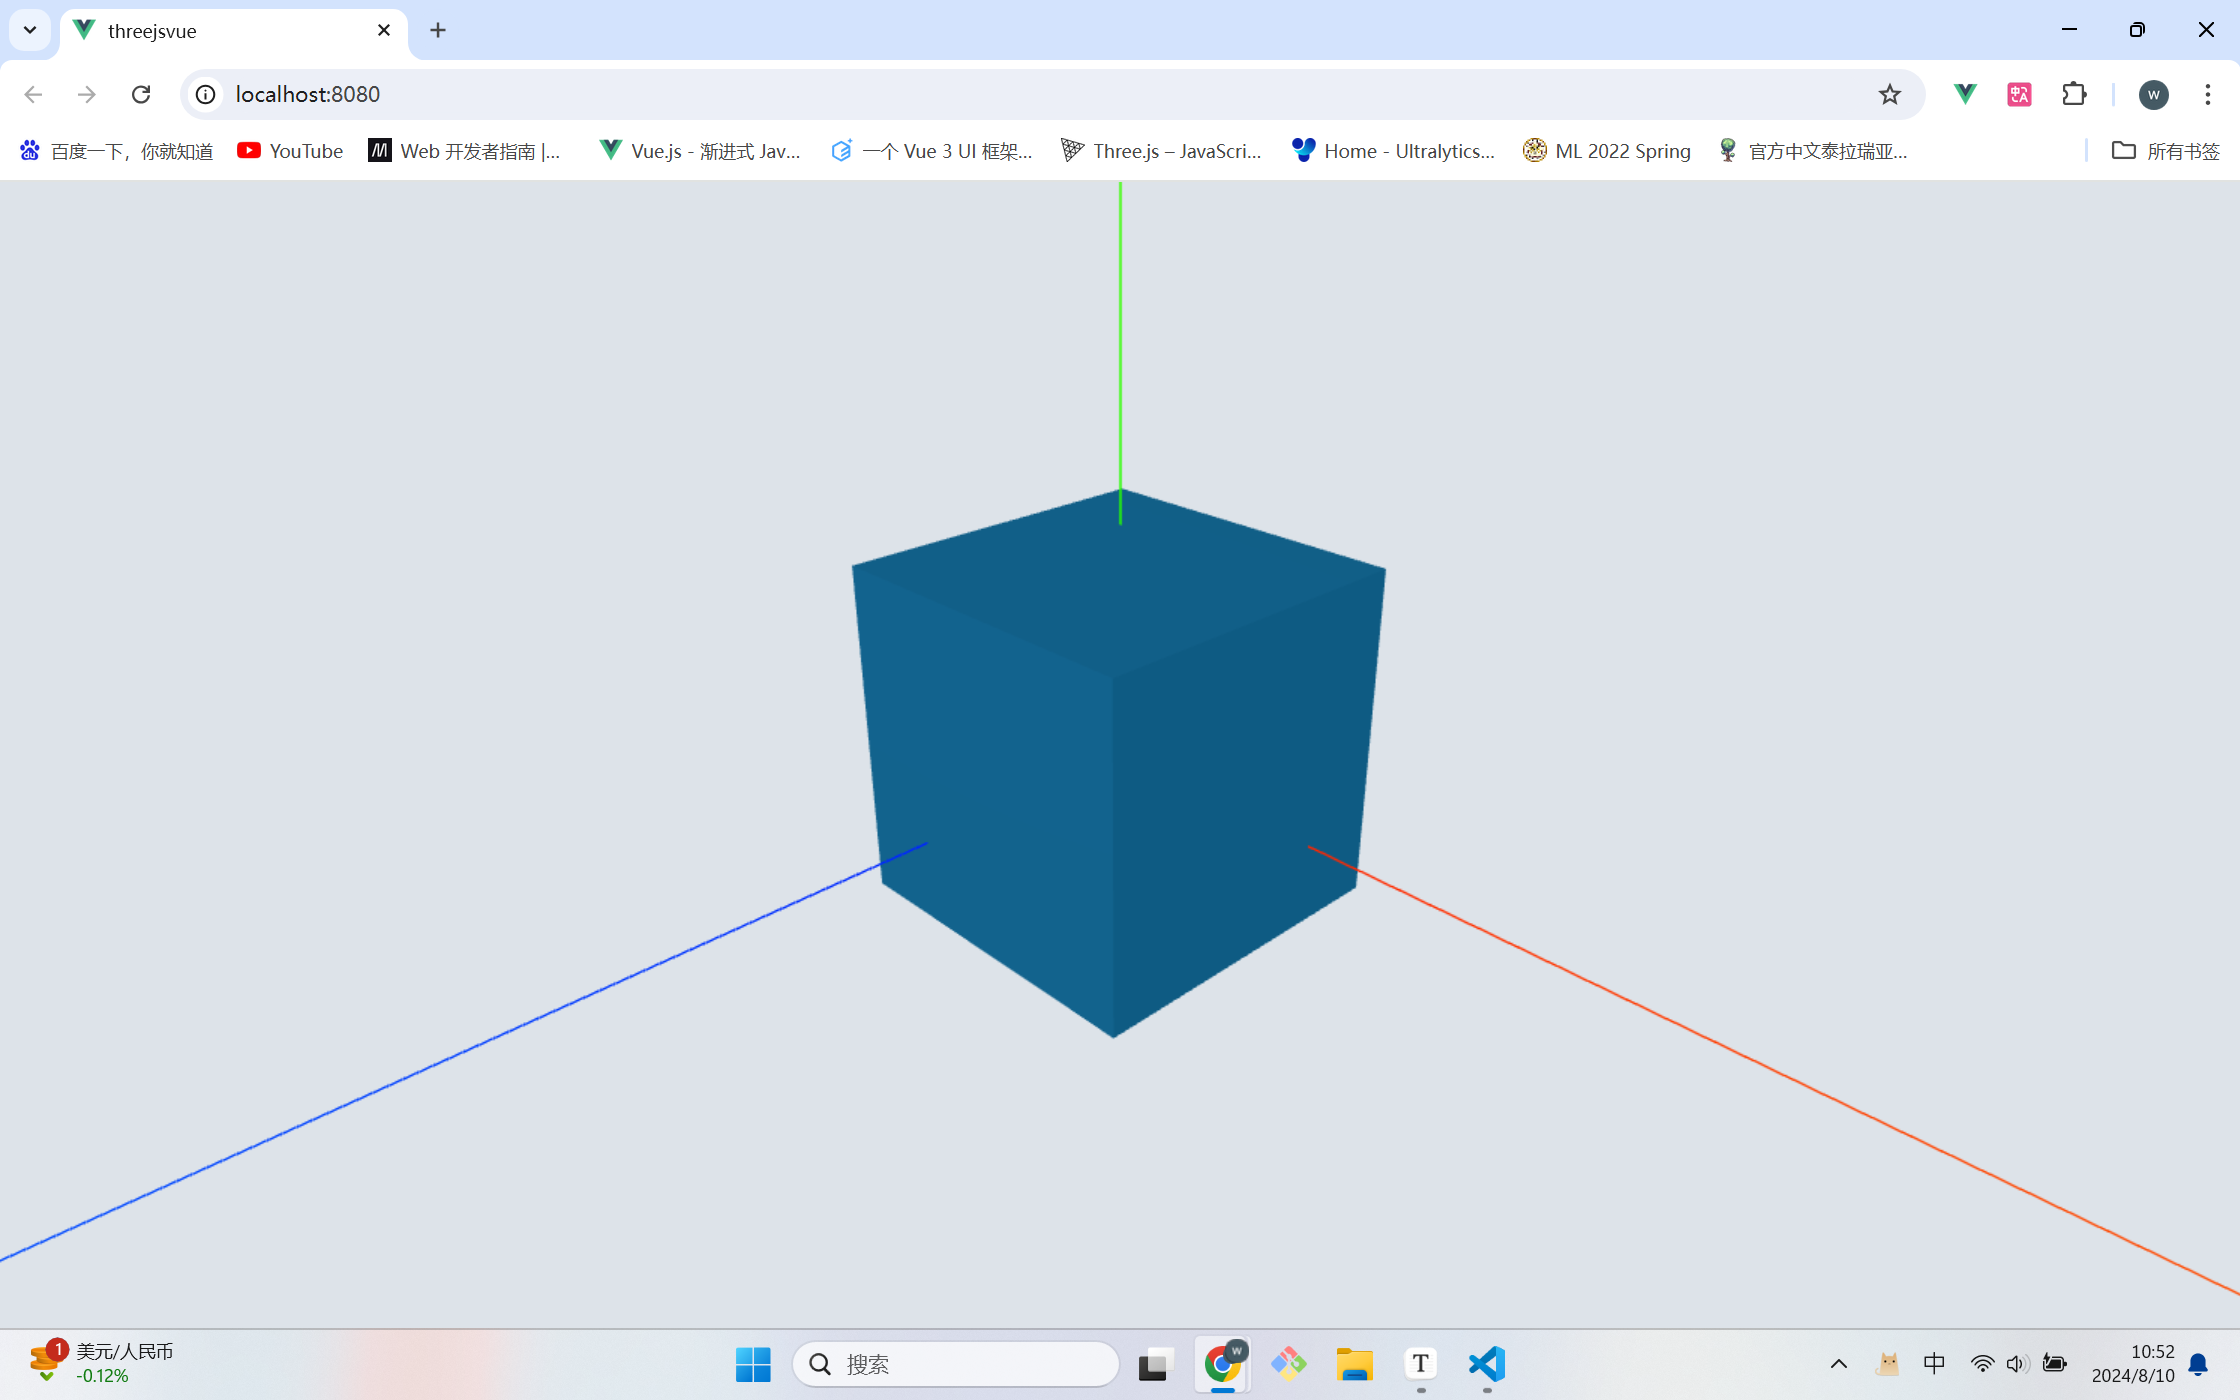 threejsvue
localhost:8080
W
百度一下，你就知道
YouTube
Web 开发者指南 |...
Vue.js - 渐进式 Jav...
一个 Vue 3 UI 框架...
Three.js – JavaScri...
Home - Ultralytics...
ML 2022 Spring
官方中文泰拉瑞亚...
所有书签
1
美元/人民币
-0.12%
搜索
W
T
中
10:52
2024/8/10